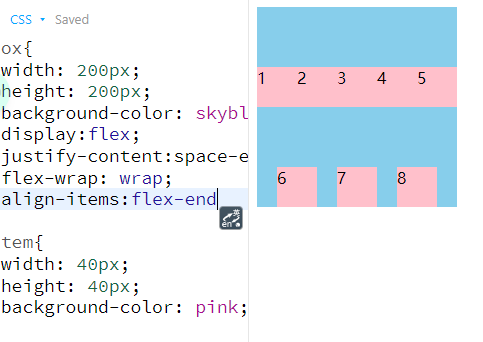 CSS Saved
ox{
width: 200px;
height: 200px;
background-color: skybl
display:flex;
justify-content:space-e
flex-wrap: wrap;
align-items:flex-end
英
en
tem{
width: 40px;
height: 40px;
background-color: pink;
1 2 3 4 5
6 7 8